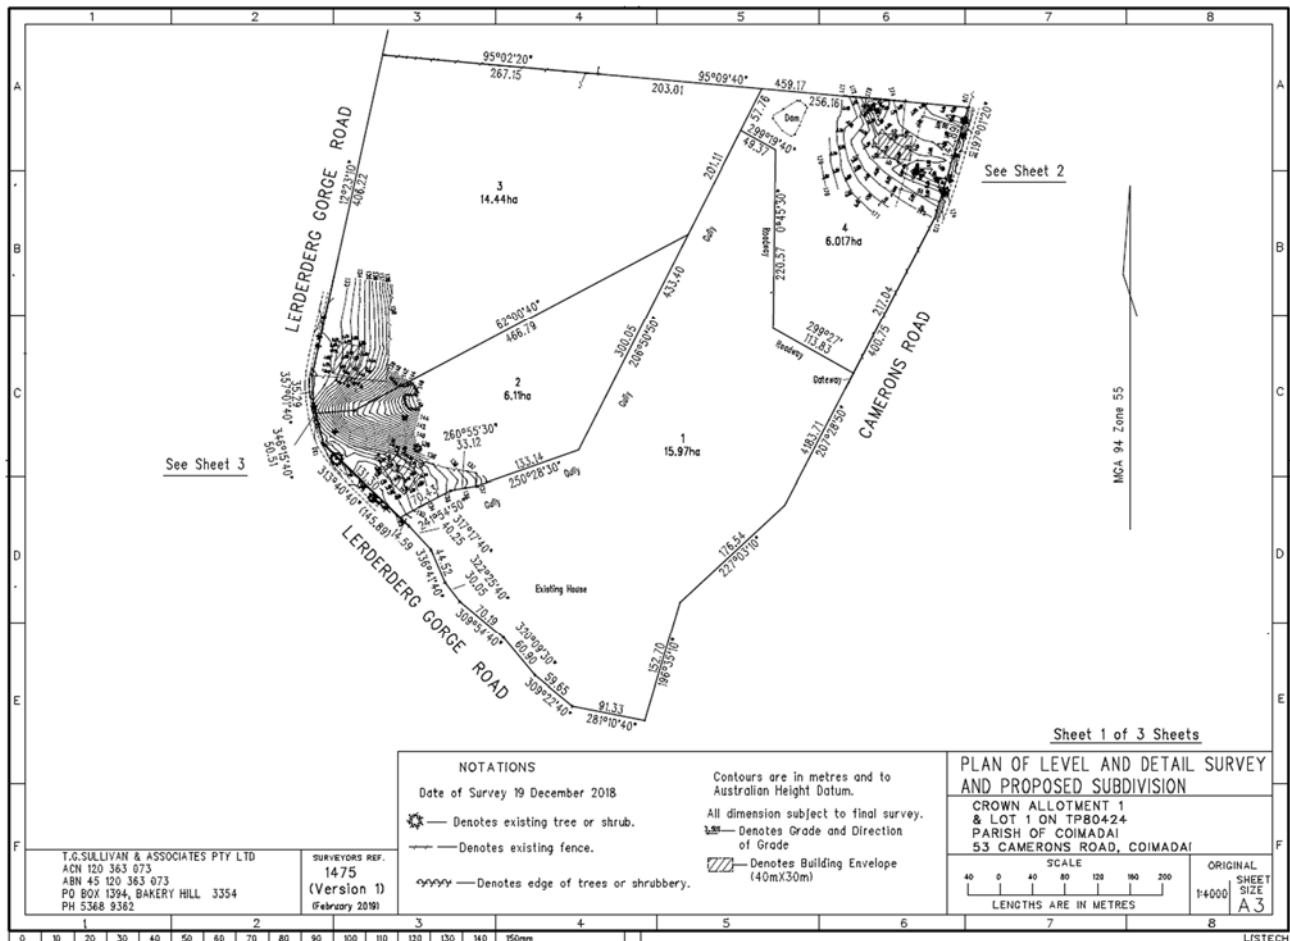 1 2 3 4 5 6 7 8
A A
B B
C C
D D
E E
F F
95°02'20"
267.15
203.01
95°09'40"
459.17
256.16
57.76
299°19'40"
49.37
Dam
197°01'20"
See Sheet 2
LERDERDERG GORGE ROAD
12°23'10"
406.22
3
14.44ha
201.11
Gully
433.40
Roadway
220.57 0°45'30"
4
6.017ha
217.04
400.75
CAMERONS ROAD
62°00'40"
466.79
300.05
206°50'50"
299°27'
113.83
Roadway
Gateway
MGA 94 Zone 55
35.29
357°01'40"
2
6.11ha
Gully
260°55'30"
33.12
346°15'40"
50.51
See Sheet 3
1
15.97ha
4183.71
207°28'50"
133.14
250°28'30"
Gully
313°40'40" (145.89)
70.43
241°54'50"
Gully
14.59
317°17'40"
40.25
LERDERDERG GORGE ROAD
44.52
336°41'40"
322°25'40"
30.05
Existing House
176.54
227°03'10"
70.19
309°54'40"
320°09'30"
60.90
59.65
309°22'40"
91.33
281°10'40"
152.70
196°35'10"
Sheet 1 of 3 Sheets
NOTATIONS
Date of Survey 19 December 2018
Denotes existing tree or shrub.
Denotes existing fence.
Denotes edge of trees or shrubbery.
Contours are in metres and to
Australian Height Datum.
All dimension subject to final survey.
Denotes Grade and Direction
of Grade
Denotes Building Envelope
(40mX30m)
PLAN OF LEVEL AND DETAIL SURVEY
AND PROPOSED SUBDIVISION
CROWN ALLOTMENT 1
& LOT 1 ON TP80424
PARISH OF COIMADAI
53 CAMERONS ROAD, COIMADAI
SCALE
40 0 40 80 120 160 200
LENGTHS ARE IN METRES
1:4000
ORIGINAL
SHEET
SIZE
A3
T.G.SULLIVAN & ASSOCIATES PTY LTD
ACN 120 363 073
ABN 45 120 363 073
PO BOX 1394, BAKERY HILL 3354
PH 5368 9362
SURVEYORS REF.
1475
(Version 1)
(February 2019)
1 2 3 4 5 6 7 8
0 10 20 30 40 50 60 70 80 90 100 110 120 130 140 150mm
LISTECH